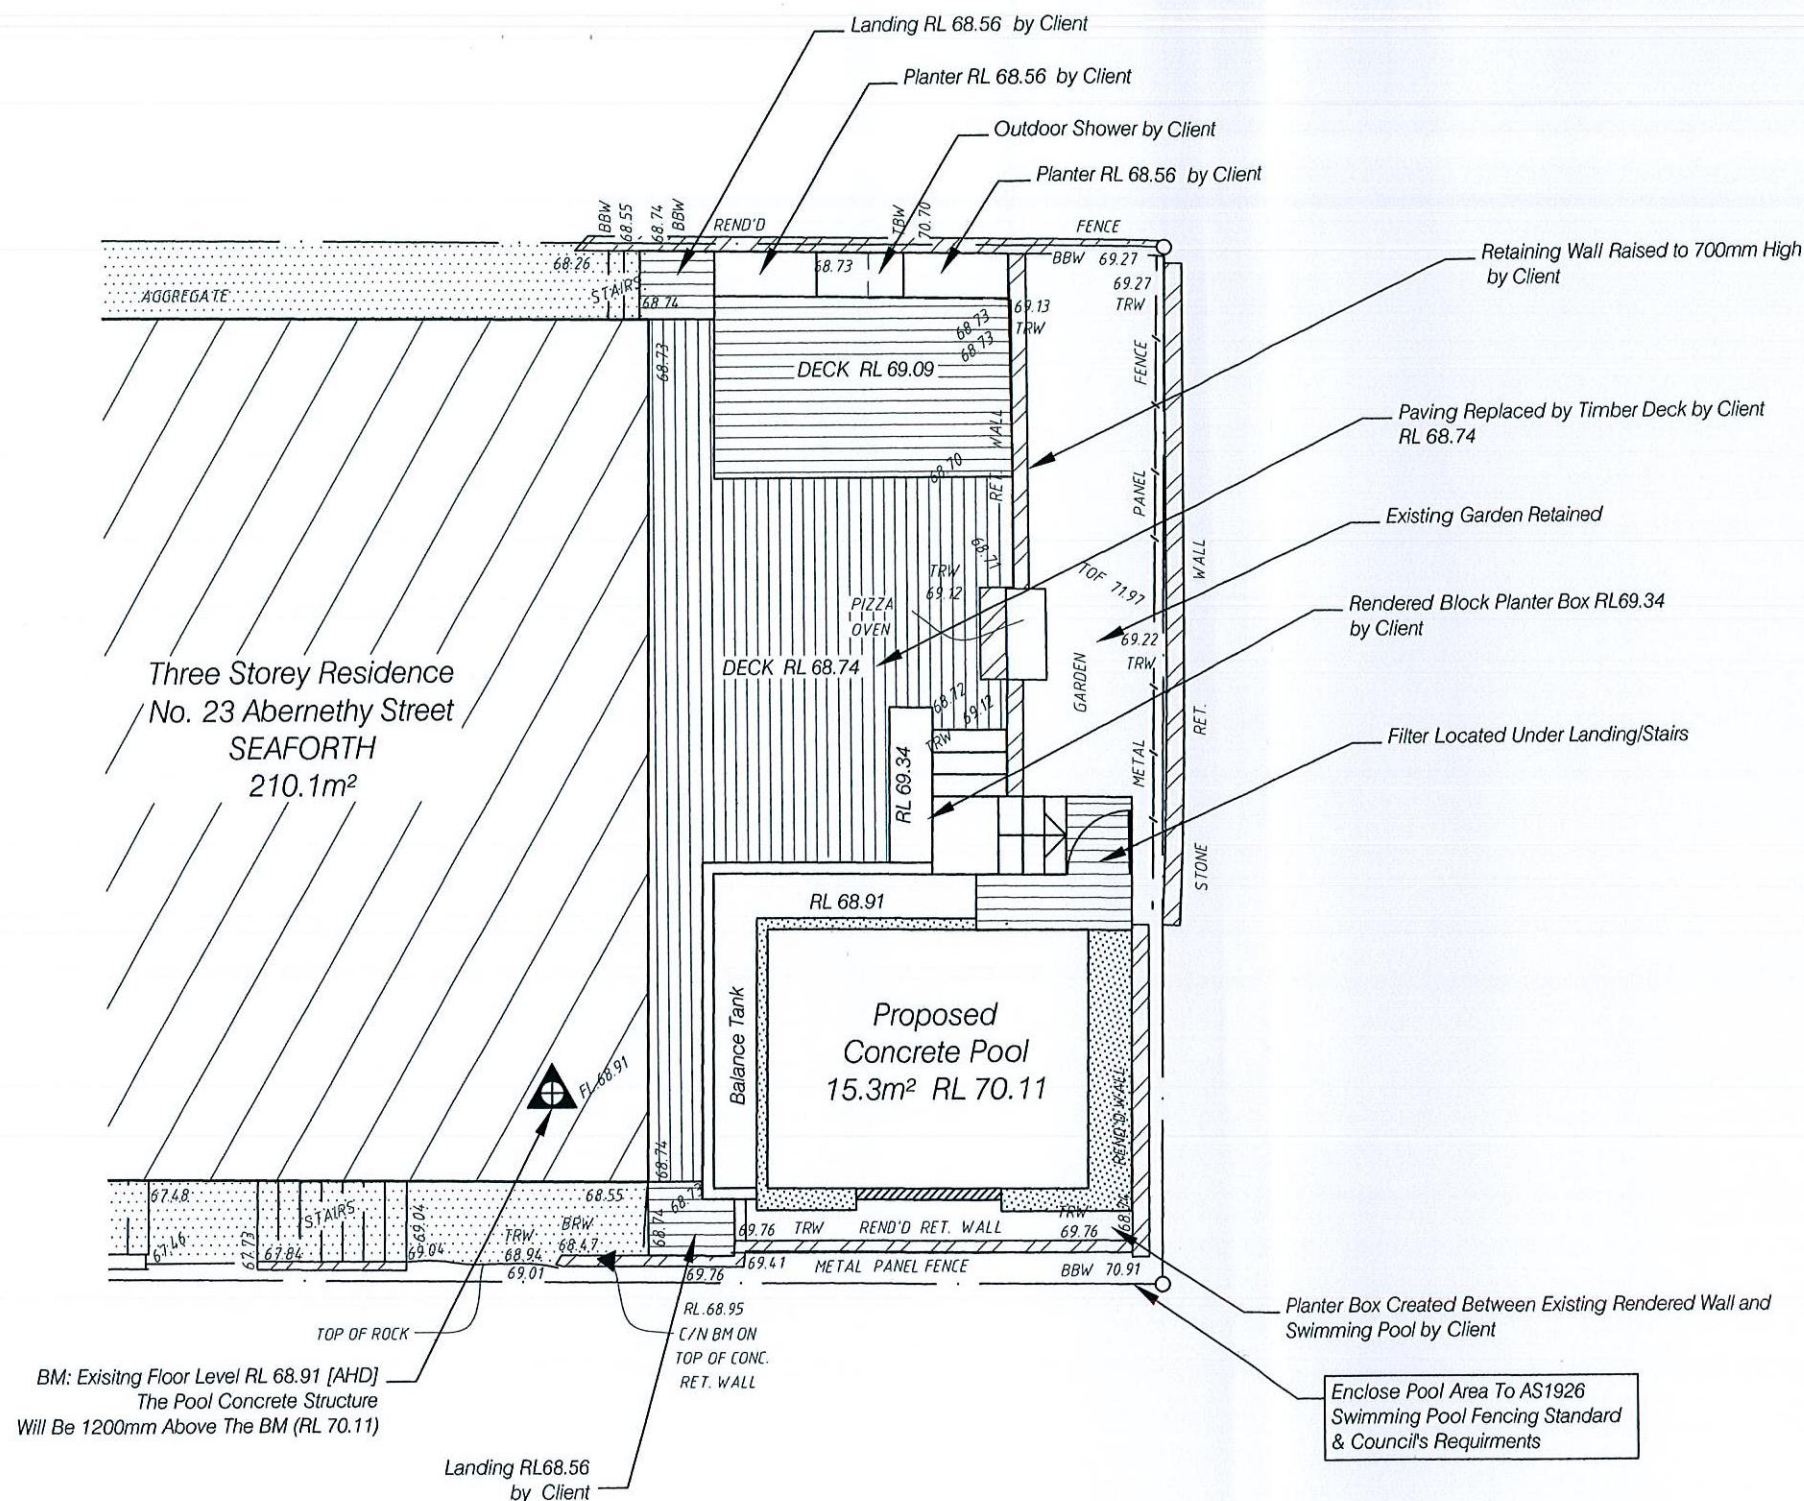 Landing RL 68.56 by Client
Planter RL 68.56 by Client
Outdoor Shower by Client
Planter RL 68.56 by Client
BBW
68.55
68.74
BBW
REND'D
TBW
70.70
FENCE
68.26
STAIRS
68.74
68.73
BBW 69.27
69.27
TRW
69.13
TRW
AGGREGATE
Retaining Wall Raised to 700mm High
by Client
68.73
68.73
68.73
DECK RL 69.09
FENCE
Paving Replaced by Timber Deck by Client
RL 68.74
RET. WALL
68.70
PANEL
Existing Garden Retained
68.71
TRW
69.12
TOF 71.97
WALL
PIZZA
OVEN
Rendered Block Planter Box RL69.34
by Client
69.22
TRW
Three Storey Residence
No. 23 Abernethy Street
SEAFORTH
210.1m²
DECK RL 68.74
GARDEN
68.72
69.12
TRW
RET.
METAL
Filter Located Under Landing/Stairs
RL 69.34
STONE
RL 68.91
Balance Tank
Proposed
Concrete Pool
15.3m² RL 70.11
REND'D WALL
FL.68.91
68.74
67.48
STAIRS
69.04
68.55
68.73
68.74
67.46
67.73
67.84
69.04
TRW
68.94
BRW
68.47
69.76 TRW REND'D RET. WALL
TRW
69.76
69.01
69.76
69.41
METAL PANEL FENCE
BBW 70.91
RL.68.95
C/N BM ON
TOP OF CONC.
RET. WALL
TOP OF ROCK
Planter Box Created Between Existing Rendered Wall and
Swimming Pool by Client
BM: Exisitng Floor Level RL 68.91 [AHD]
The Pool Concrete Structure
Will Be 1200mm Above The BM (RL 70.11)
Enclose Pool Area To AS1926
Swimming Pool Fencing Standard
& Council's Requirments
Landing RL68.56
by Client